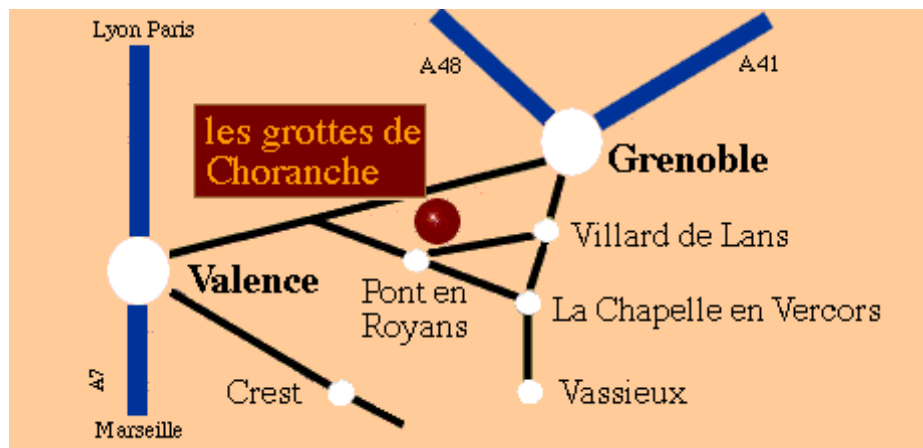 Lyon Paris
A48
A41
les grottes de
Choranche
Grenoble
Villard de Lans
Valence
Pont en
Royans
La Chapelle en Vercors
A7
Crest
Vassieux
Marseille